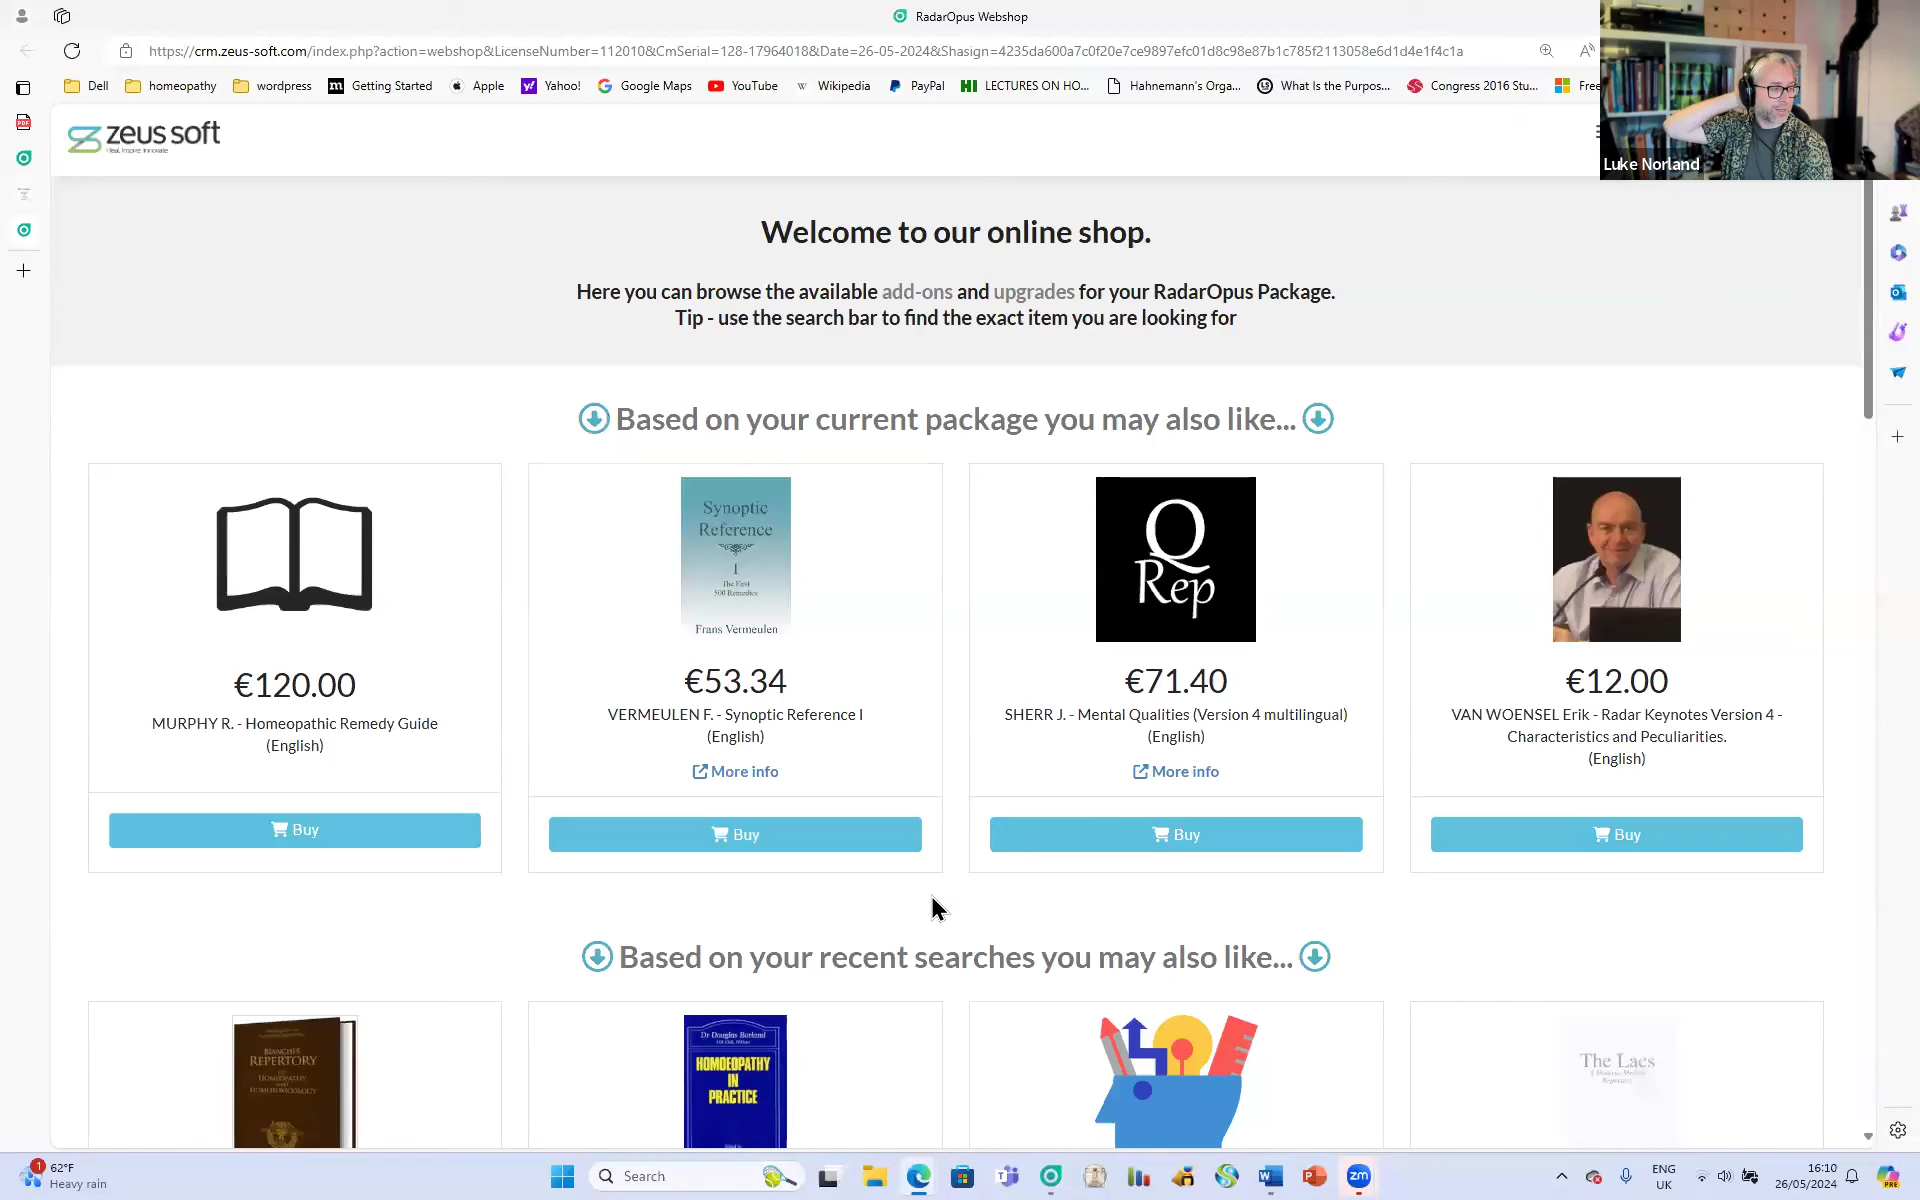 RadarOpus Webshop
https://crm.zeus-soft.com/index.php?action=webshop&LicenseNumber=112010&CmSerial=128-17964018&Date=26-05-2024&Shasign=4235da600a7c0f20e7ce9897efc01d8c98e87b1c785f2113058e6d1d4e1f4c1a
Dell homeopathy wordpress Getting Started Apple Yahoo! Google Maps YouTube Wikipedia PayPal LECTURES ON HO... Hahnemann's Orga... What Is the Purpos... Congress 2016 Stu... Free
zeus soft
Heal. Inspire. Innovate
Luke Norland
Welcome to our online shop.
Here you can browse the available add-ons and upgrades for your RadarOpus Package.
Tip - use the search bar to find the exact item you are looking for
Based on your current package you may also like...
€120.00
MURPHY R. - Homeopathic Remedy Guide
(English)
Buy
Synoptic
Reference
I
The First
500 Remedies
Frans Vermeulen
€53.34
VERMEULEN F. - Synoptic Reference I
(English)
More info
Buy
Q
Rep
€71.40
SHERR J. - Mental Qualities (Version 4 multilingual)
(English)
More info
Buy
€12.00
VAN WOENSEL Erik - Radar Keynotes Version 4 -
Characteristics and Peculiarities.
(English)
Buy
Based on your recent searches you may also like...
REPERTORY
Dr Douglas Borland
HOMOEOPATHY
IN
PRACTICE
The Lacs
1
62°F
Heavy rain
Search
ENG
UK
16:10
26/05/2024